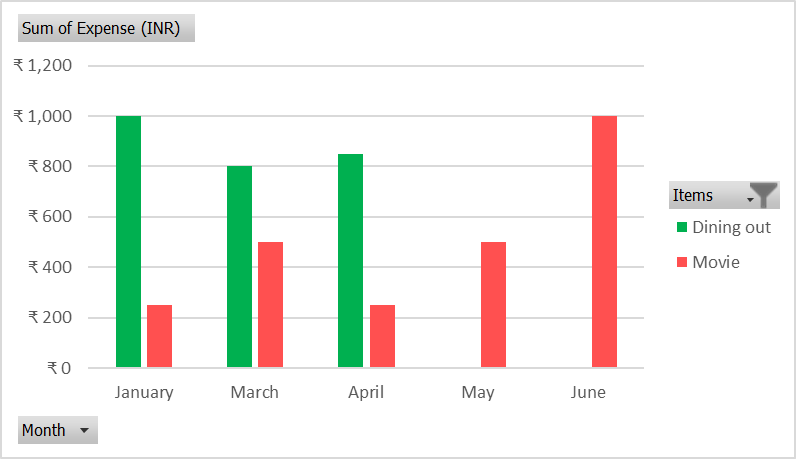 Sum of Expense (INR)
₹ 1,200
₹ 1,000
₹ 800
₹ 600
₹ 400
₹ 200
₹ 0
January March April May June
Items
Dining out
Movie
Month